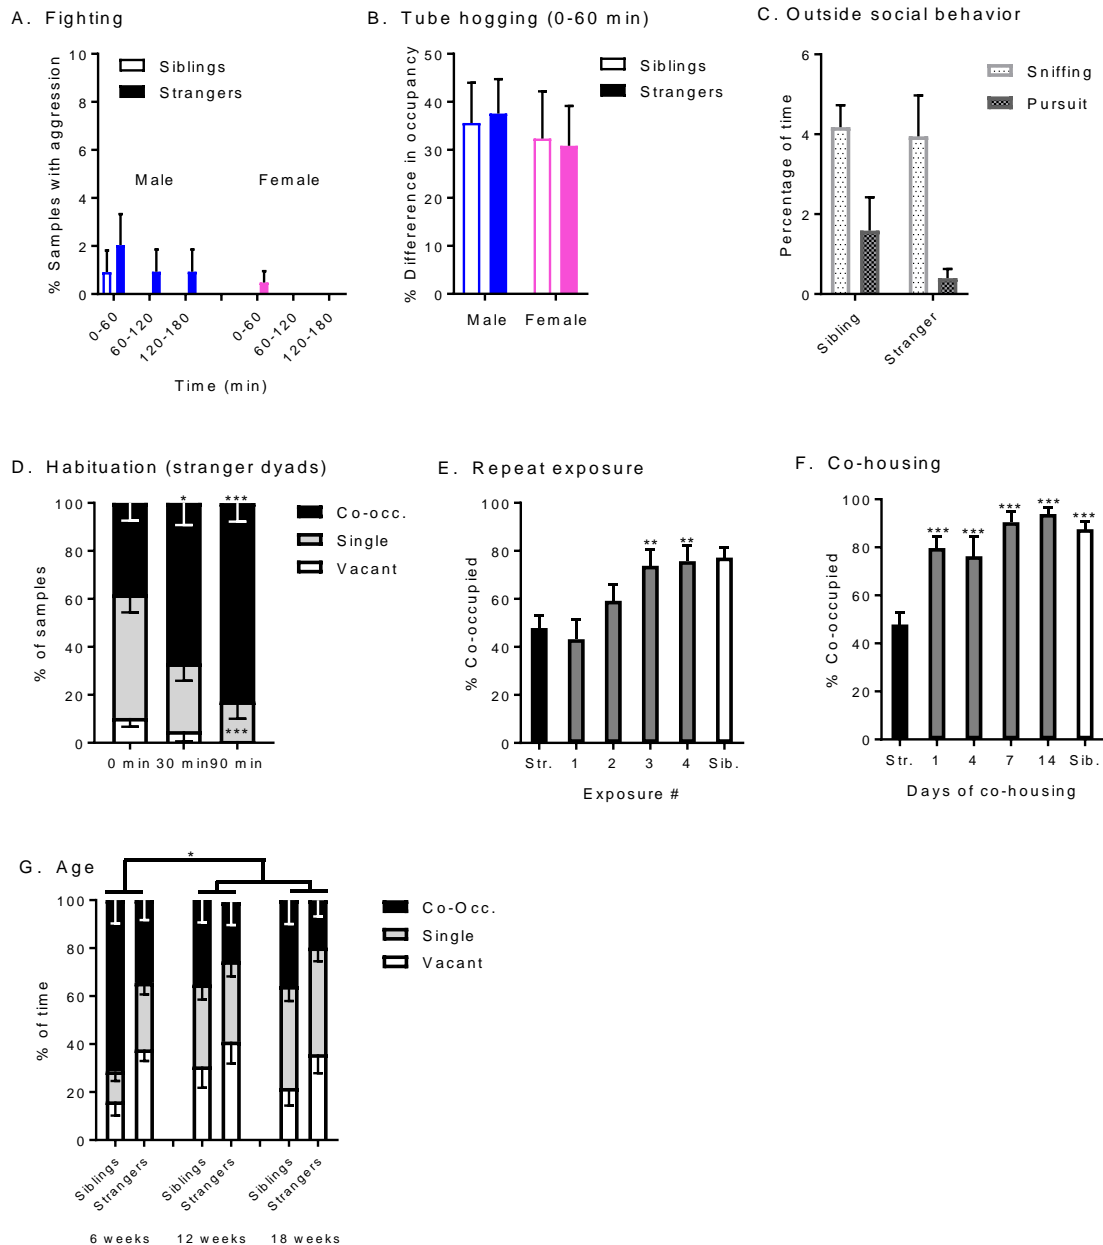 A. Fighting
% Samples with aggression
10
8
6
4
2
0
Siblings
Strangers
Male
Female
0-60
60-120
120-180
0-60
60-120
120-180
Time (min)
B. Tube hogging (0-60 min)
% Differerence in occupancy
50
40
30
20
10
0
Siblings
Strangers
Male
Female
C. Outside social behavior
Percentage of time
6
4
2
0
Sniffing
Pursuit
Sibling
Stranger
D. Habituation (stranger dyads)
% of samples
100
80
60
40
20
0
*
***
***
Co-occ.
Single
Vacant
0 min 30 min 90 min
E. Repeat exposure
% Co-occupied
100
80
60
40
20
0
**
**
Str. 1 2 3 4 Sib.
Exposure #
F. Co-housing
% Co-occupied
100
80
60
40
20
0
***
***
***
***
***
Str. 1 4 7 14 Sib.
Days of co-housing
G. Age
% of time
100
80
60
40
20
0
*
Co-Occ.
Single
Vacant
Siblings
Strangers
Siblings
Strangers
Siblings
Strangers
6 weeks 12 weeks 18 weeks